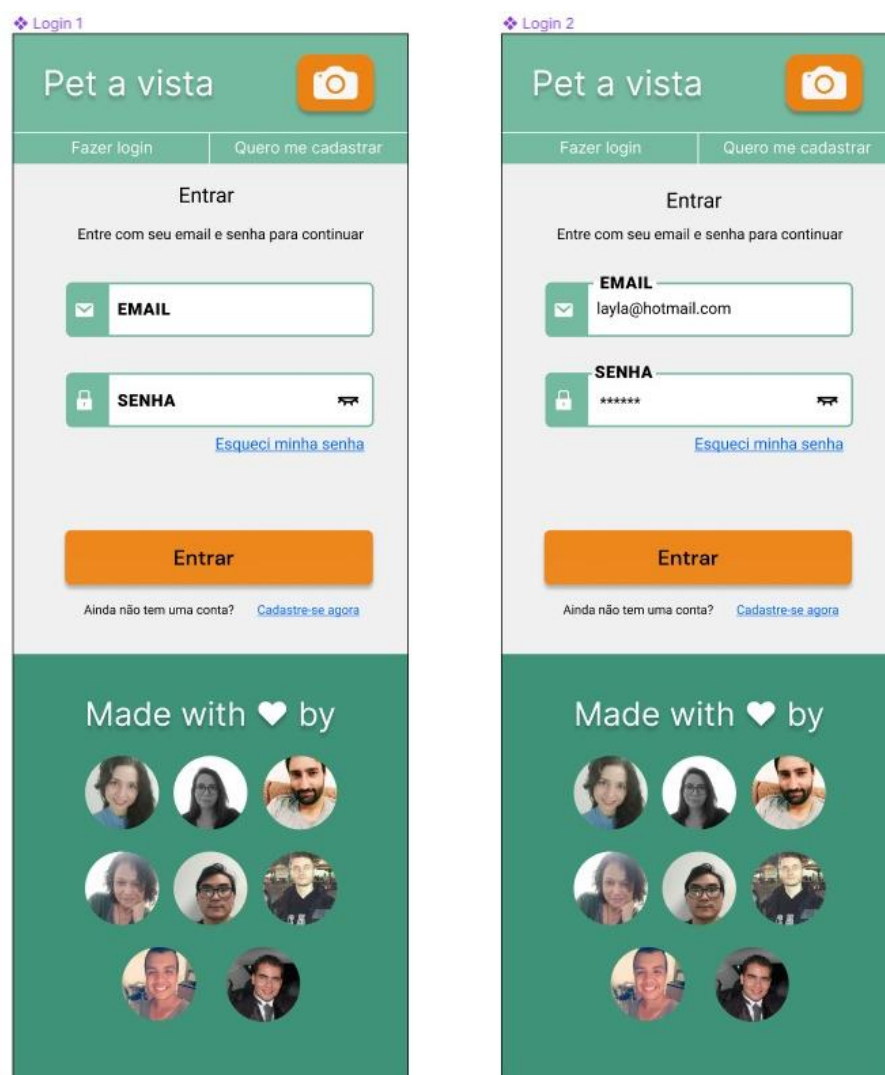 Login 1
Pet a vista
Fazer login
Quero me cadastrar
Entrar
Entre com seu email e senha para continuar
EMAIL
SENHA
Esqueci minha senha
Entrar
Ainda não tem uma conta? Cadastre-se agora
Made with ♥ by
Login 2
Pet a vista
Fazer login
Quero me cadastrar
Entrar
Entre com seu email e senha para continuar
EMAIL
layla@hotmail.com
SENHA
******
Esqueci minha senha
Entrar
Ainda não tem uma conta? Cadastre-se agora
Made with ♥ by